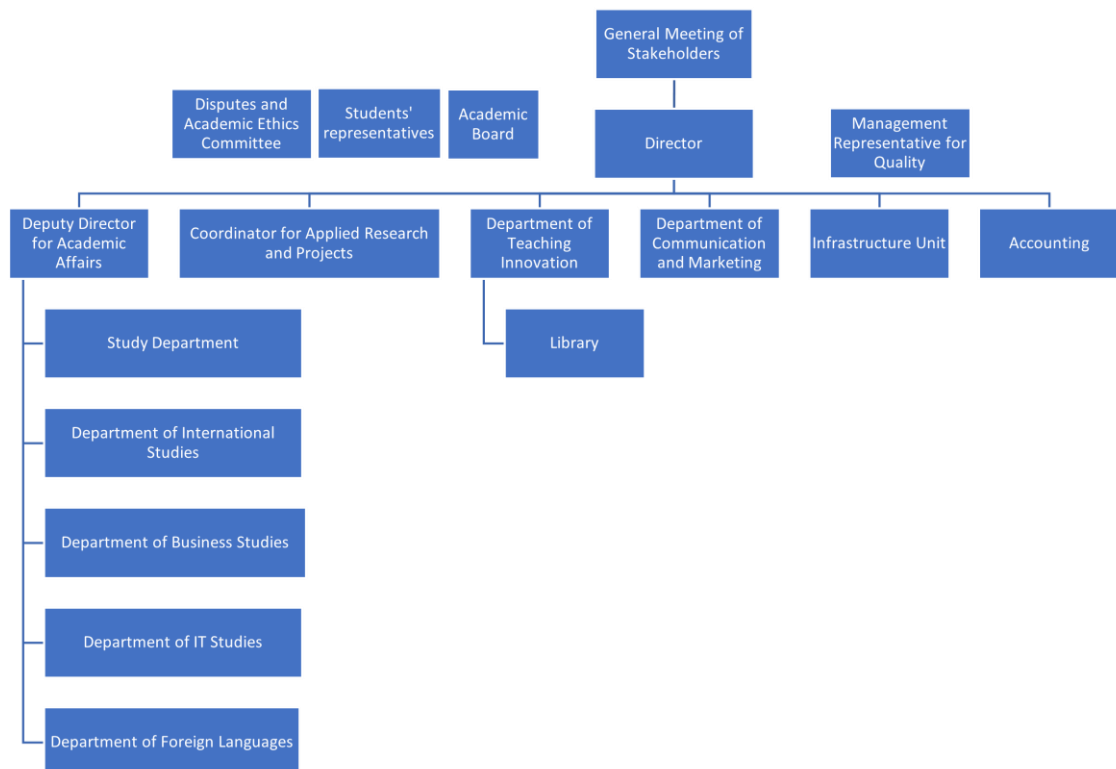 General Meeting of
Stakeholders
Disputes and
Academic Ethics
Committee
Students'
representatives
Academic
Board
Director
Management
Representative for
Quality
Deputy Director
for Academic
Affairs
Coordinator for Applied Research
and Projects
Department of
Teaching
Innovation
Department of
Communication
and Marketing
Infrastructure Unit
Accounting
Study Department
Library
Department of International
Studies
Department of Business Studies
Department of IT Studies
Department of Foreign Languages